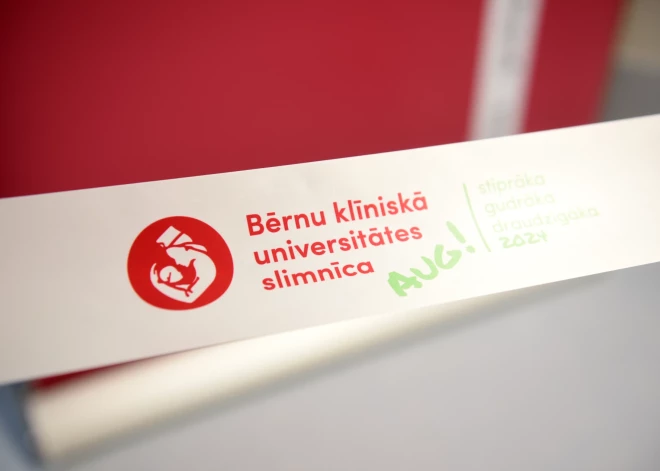 Bērnu klīniskā
universitātes
slimnīca
AUG!
stiprāka
gudrāka
draudzīgāka
2024